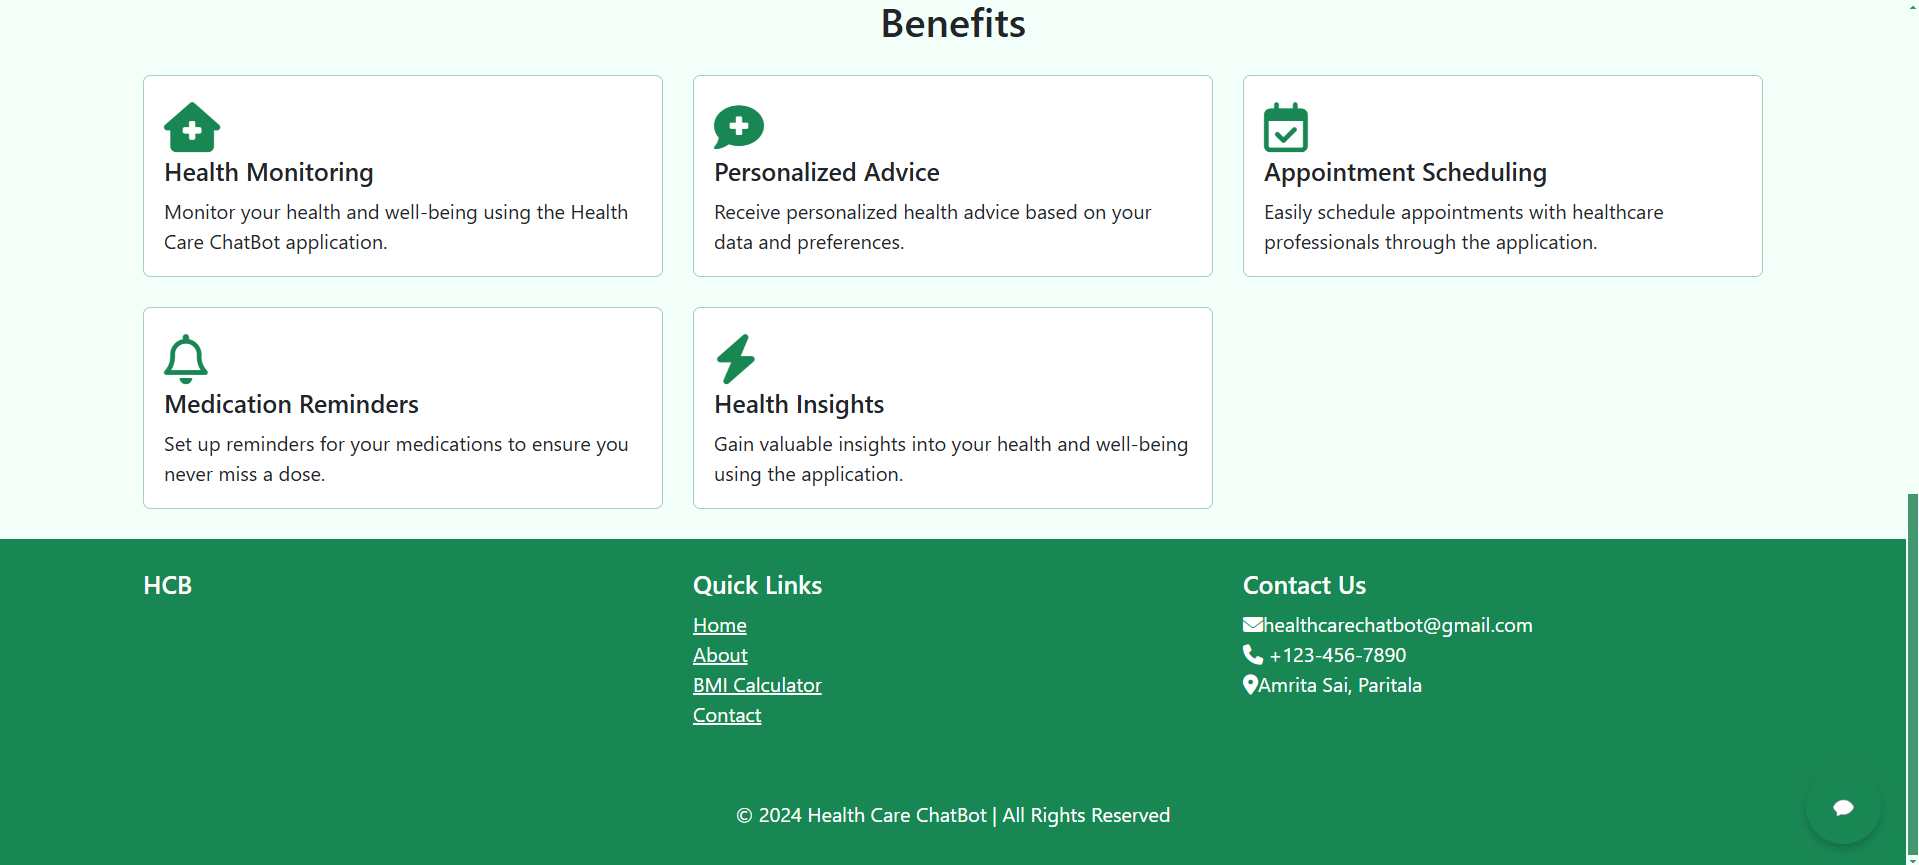 Benefits
Health Monitoring
Monitor your health and well-being using the Health
Care ChatBot application.
Personalized Advice
Receive personalized health advice based on your
data and preferences.
Appointment Scheduling
Easily schedule appointments with healthcare
professionals through the application.
Medication Reminders
Set up reminders for your medications to ensure you
never miss a dose.
Health Insights
Gain valuable insights into your health and well-being
using the application.
HCB
Quick Links
Home
About
BMI Calculator
Contact
Contact Us
healthcarechatbot@gmail.com
+123-456-7890
Amrita Sai, Paritala
© 2024 Health Care ChatBot | All Rights Reserved